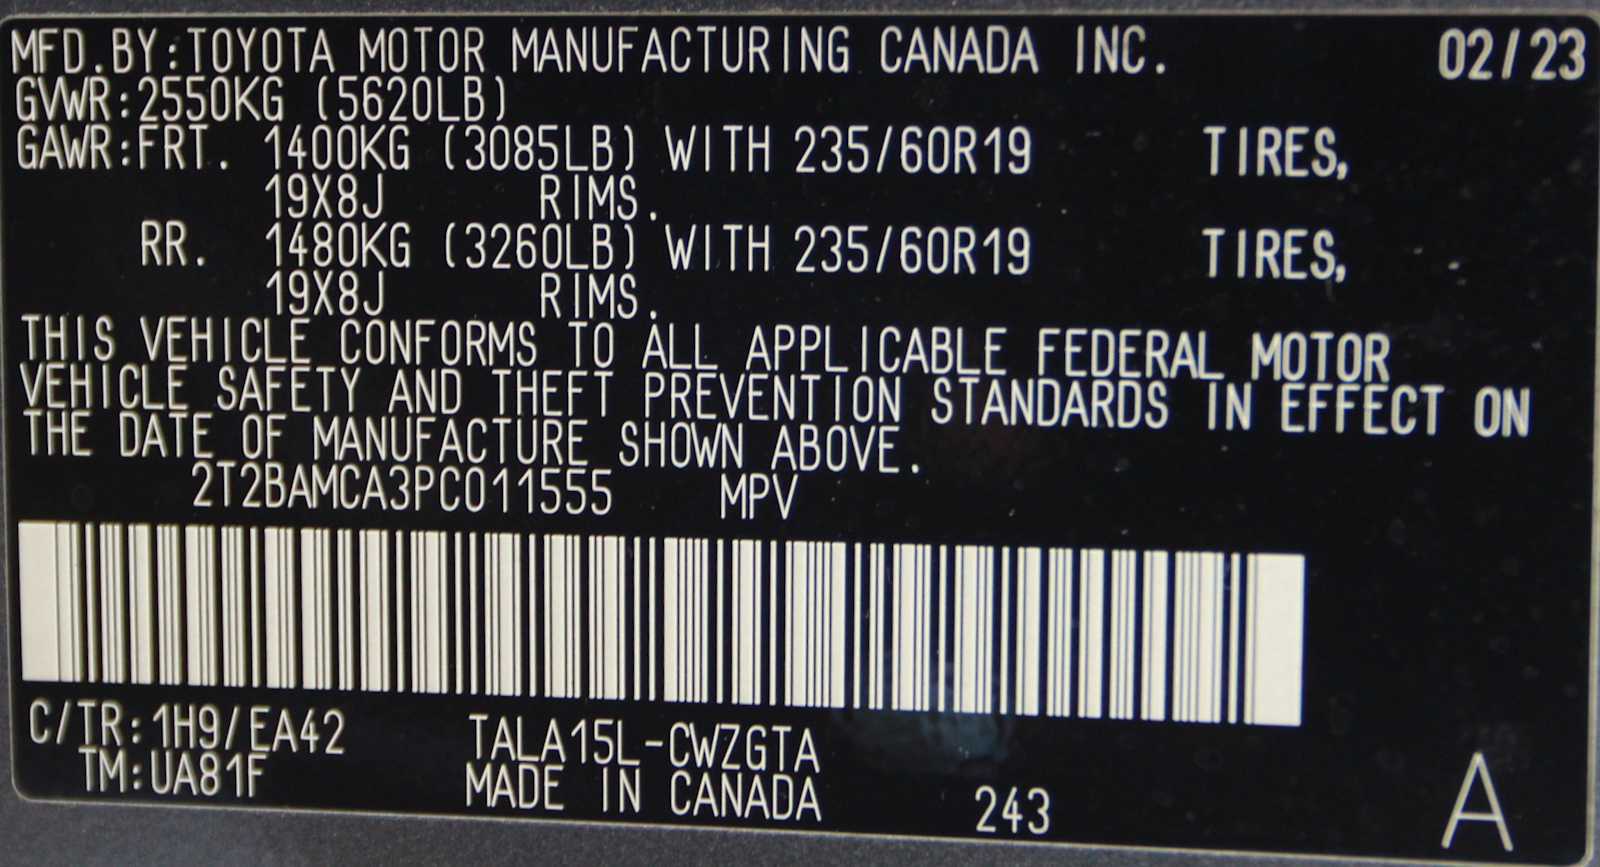 MFD.BY:TOYOTA MOTOR MANUFACTURING CANADA INC. 02/23
GVWR:2550KG (5620LB)
GAWR:FRT. 1400KG (3085LB) WITH 235/60R19 TIRES,
19X8J RIMS.
RR. 1480KG (3260LB) WITH 235/60R19 TIRES,
19X8J RIMS.
THIS VEHICLE CONFORMS TO ALL APPLICABLE FEDERAL MOTOR
VEHICLE SAFETY AND THEFT PREVENTION STANDARDS IN EFFECT ON
THE DATE OF MANUFACTURE SHOWN ABOVE.
2T2BAMCA3PC011555 MPV
C/TR:1H9/EA42 TALA15L-CWZGTA
TM:UA81F MADE IN CANADA 243 A